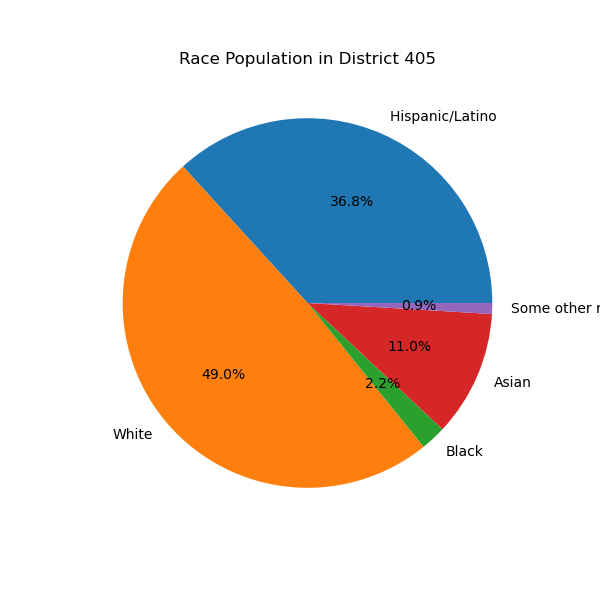 Race Population in District 405
Hispanic/Latino
36.8%
0.9%
Some other
11.0%
49.0%
2.2%
Asian
White
Black